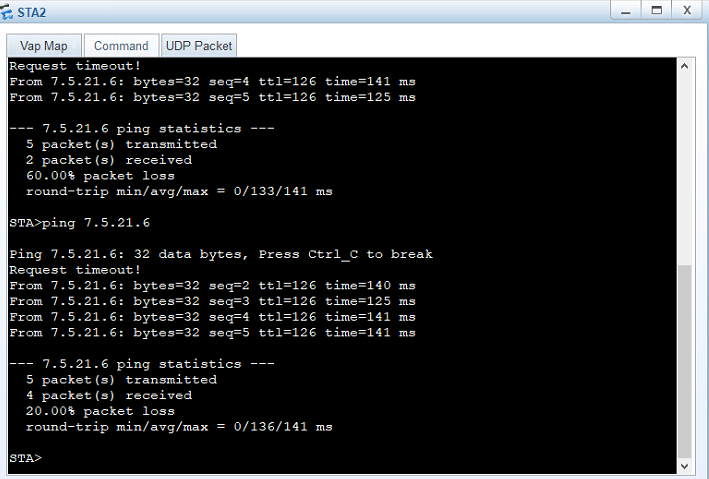 STA2
Vap Map Command UDP Packet
Request timeout!
From 7.5.21.6: bytes=32 seq=4 ttl=126 time=141 ms
From 7.5.21.6: bytes=32 seq=5 ttl=126 time=125 ms
--- 7.5.21.6 ping statistics ---
5 packet(s) transmitted
2 packet(s) received
60.00% packet loss
round-trip min/avg/max = 0/133/141 ms
STA>ping 7.5.21.6
Ping 7.5.21.6: 32 data bytes, Press Ctrl_C to break
Request timeout!
From 7.5.21.6: bytes=32 seq=2 ttl=126 time=140 ms
From 7.5.21.6: bytes=32 seq=3 ttl=126 time=125 ms
From 7.5.21.6: bytes=32 seq=4 ttl=126 time=141 ms
From 7.5.21.6: bytes=32 seq=5 ttl=126 time=141 ms
--- 7.5.21.6 ping statistics ---
5 packet(s) transmitted
4 packet(s) received
20.00% packet loss
round-trip min/avg/max = 0/136/141 ms
STA>